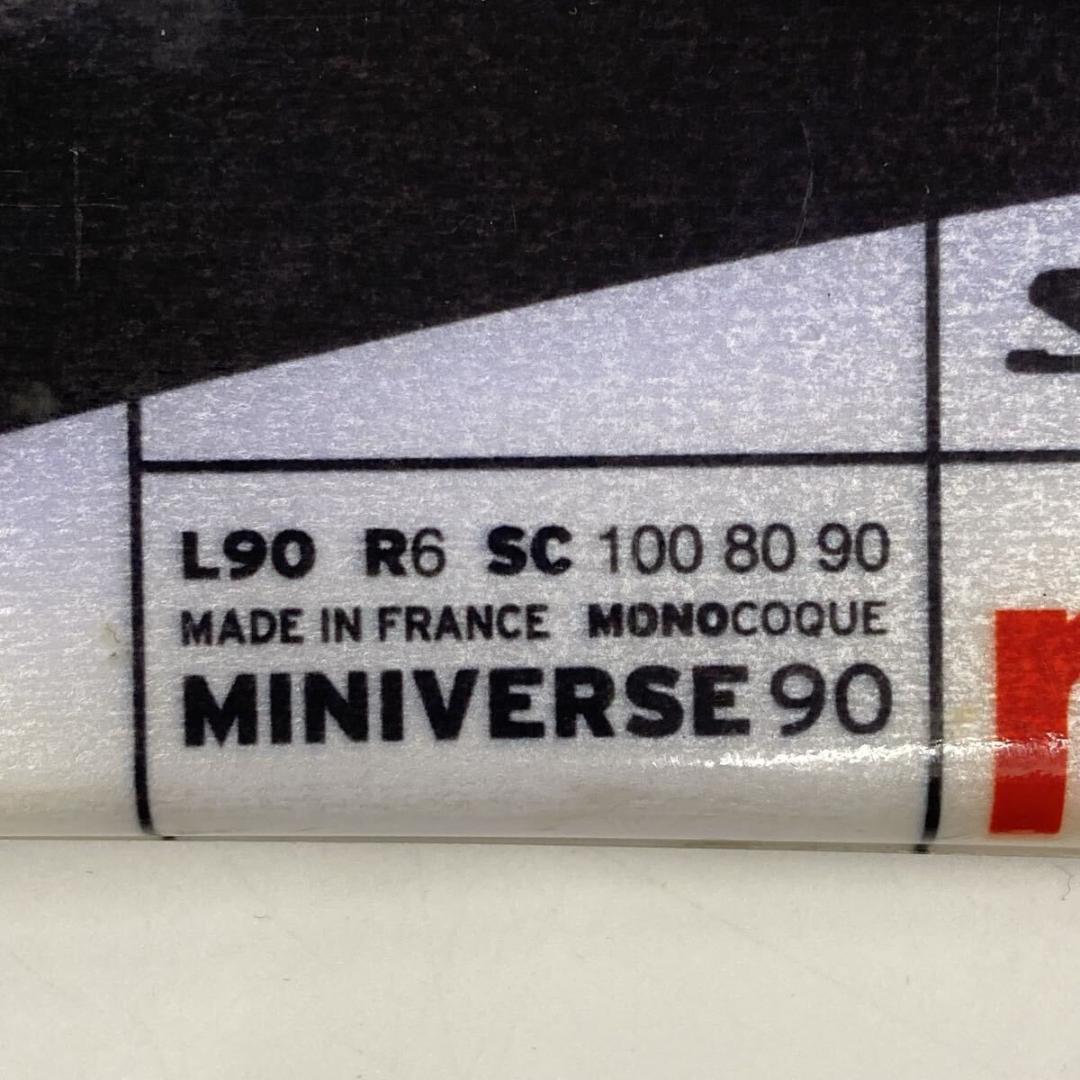 L90 R6 SC 100 80 90
MADE IN FRANCE MONOCOQUE
MINIVERSE 90